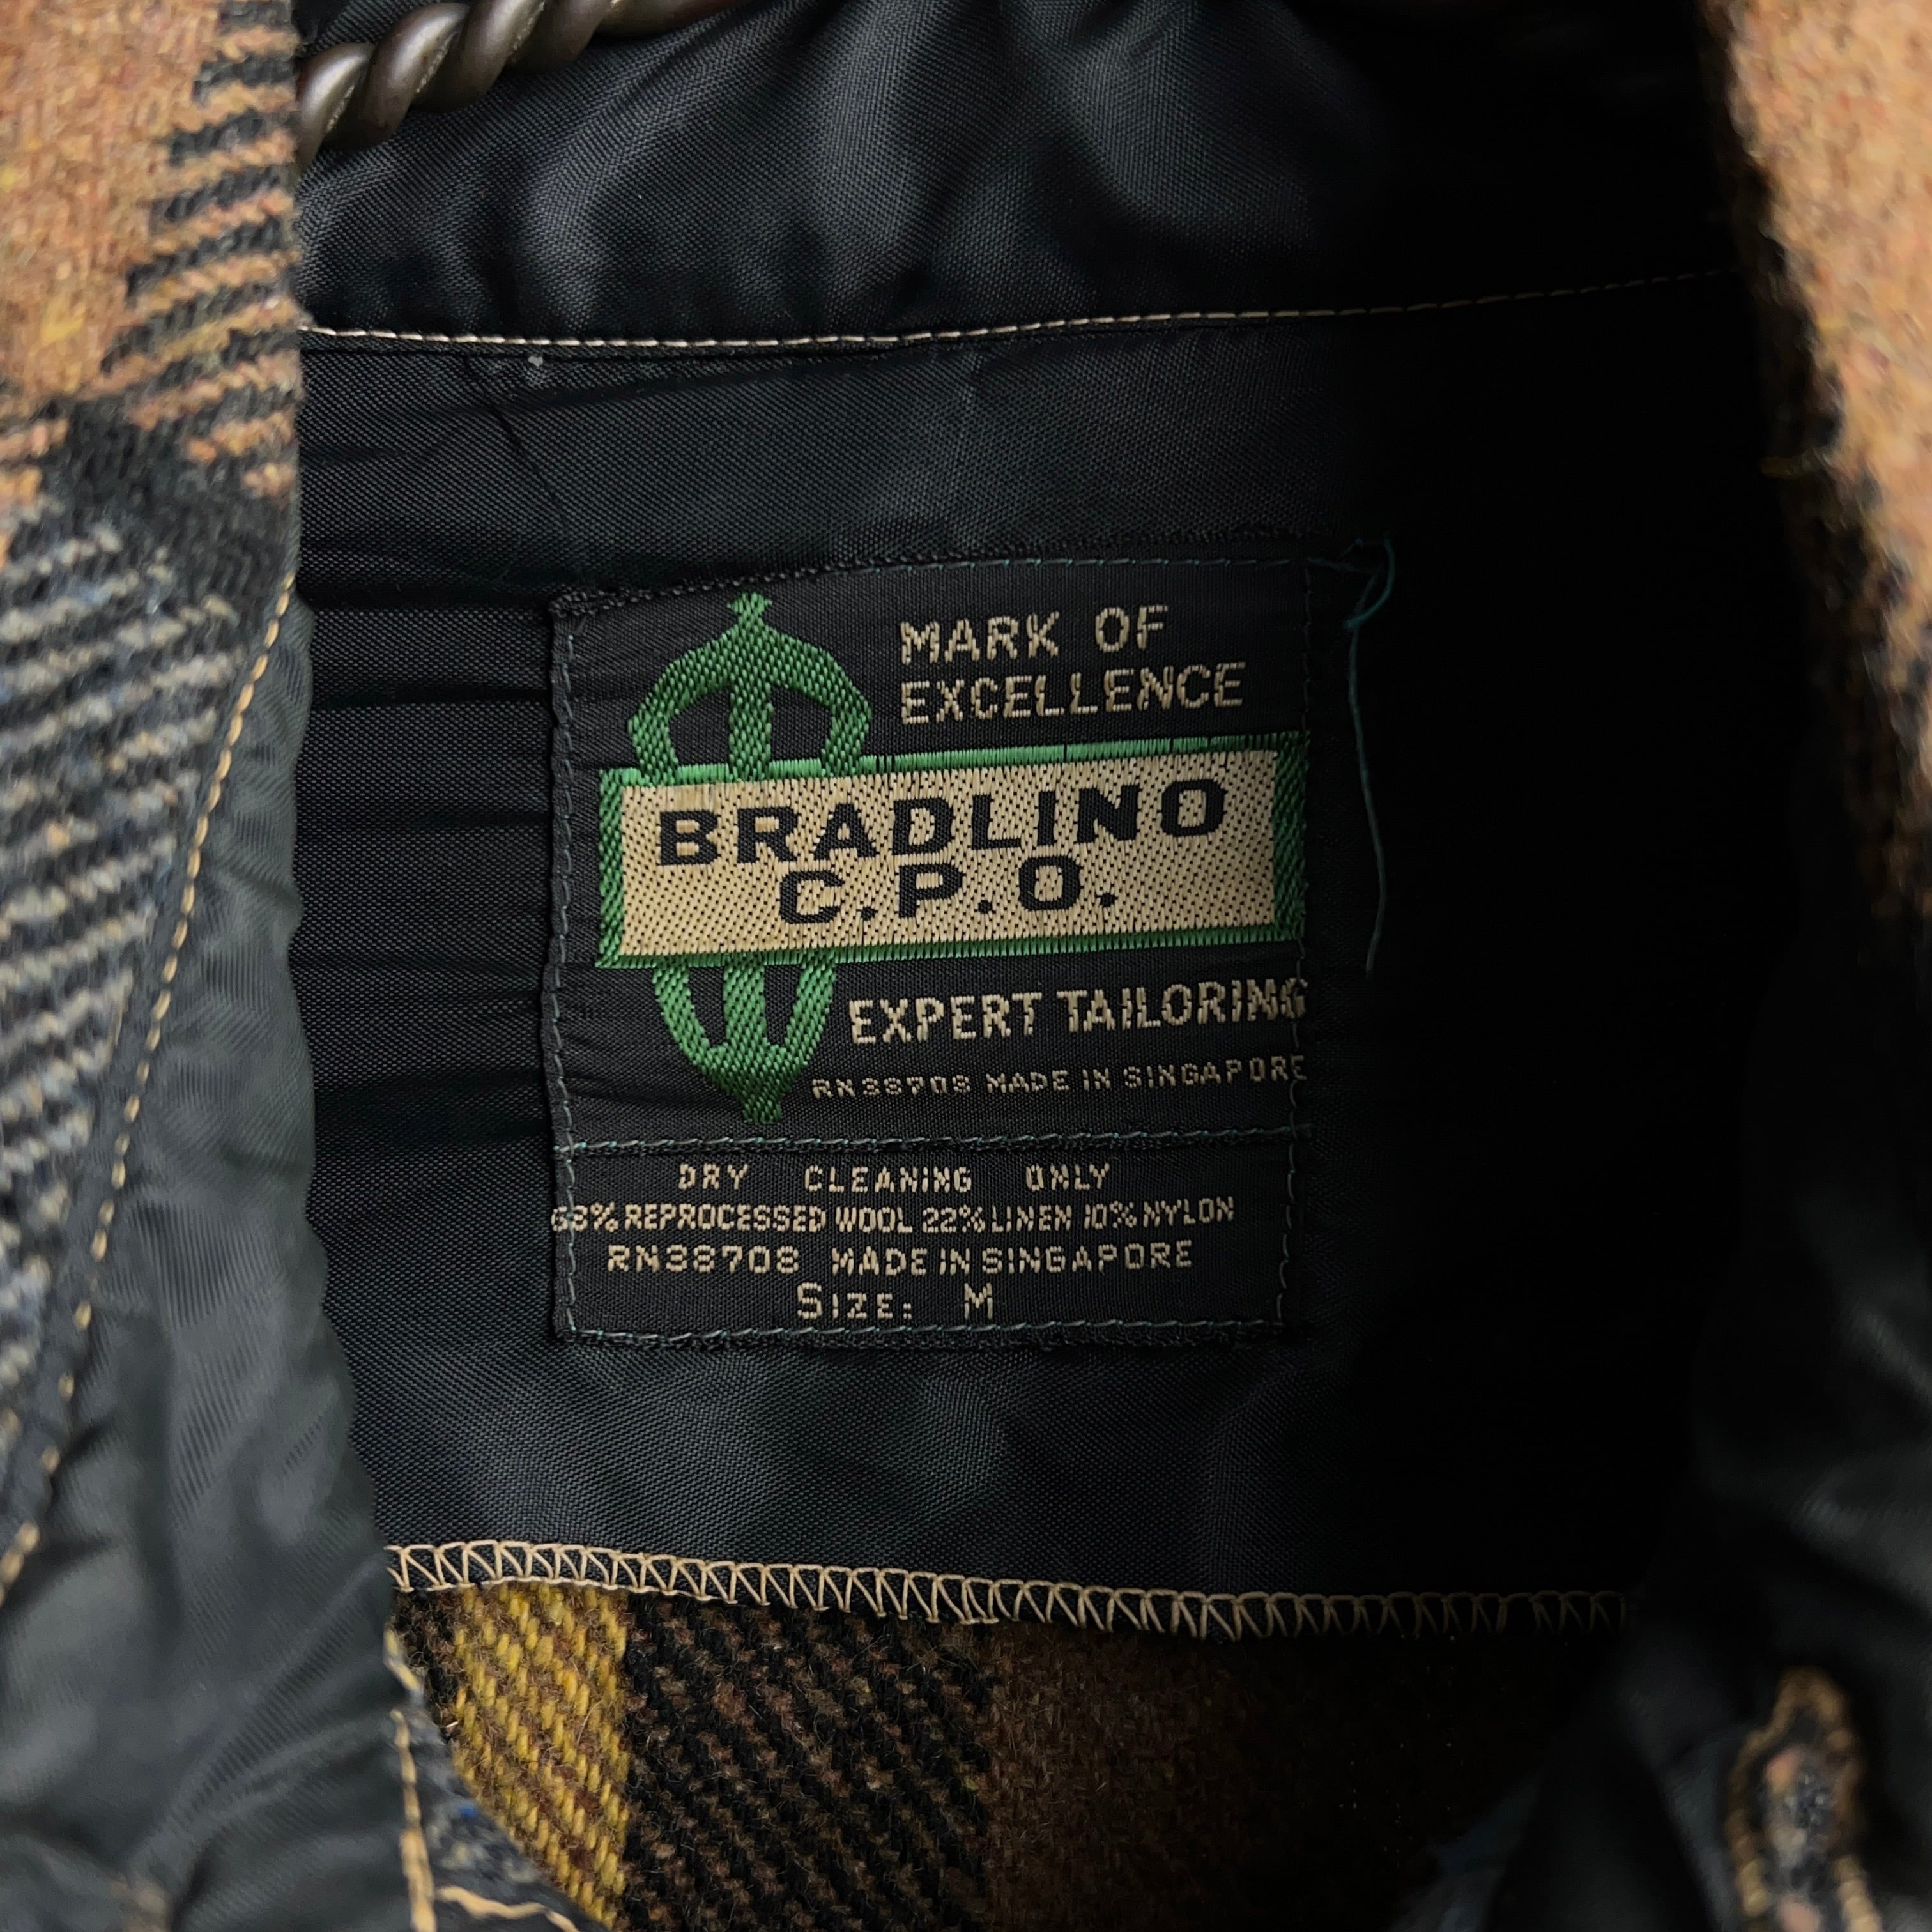 MARK OF
EXCELLENCE
BRADLINO
C.P.O.
EXPERT TAILORING
RN38708 MADE IN SINGAPORE
DRY CLEANING ONLY
68% REPROCESSED WOOL 22% LINEN 10% NYLON
RN38708 MADE IN SINGAPORE
SIZE: M